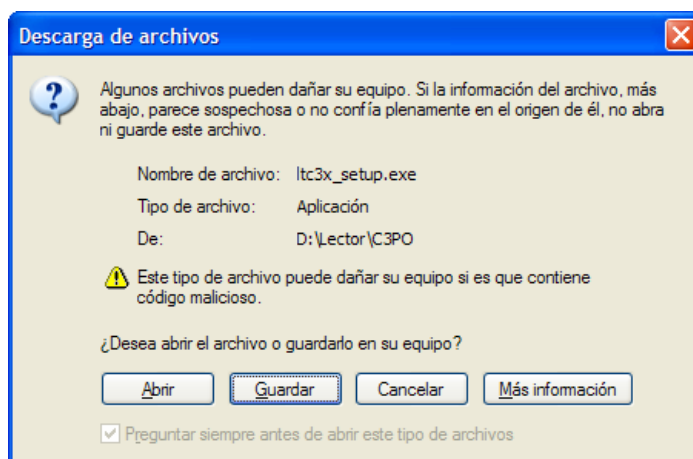 Descarga de archivos
Algunos archivos pueden dañar su equipo. Si la información del archivo, más
abajo, parece sospechosa o no confía plenamente en el origen de él, no abra
ni guarde este archivo.
Nombre de archivo: ltc3x_setup.exe
Tipo de archivo: Aplicación
De: D:\Lector\C3PO
Este tipo de archivo puede dañar su equipo si es que contiene
código malicioso.
¿Desea abrir el archivo o guardarlo en su equipo?
Abrir Guardar Cancelar Más información
Preguntar siempre antes de abrir este tipo de archivos